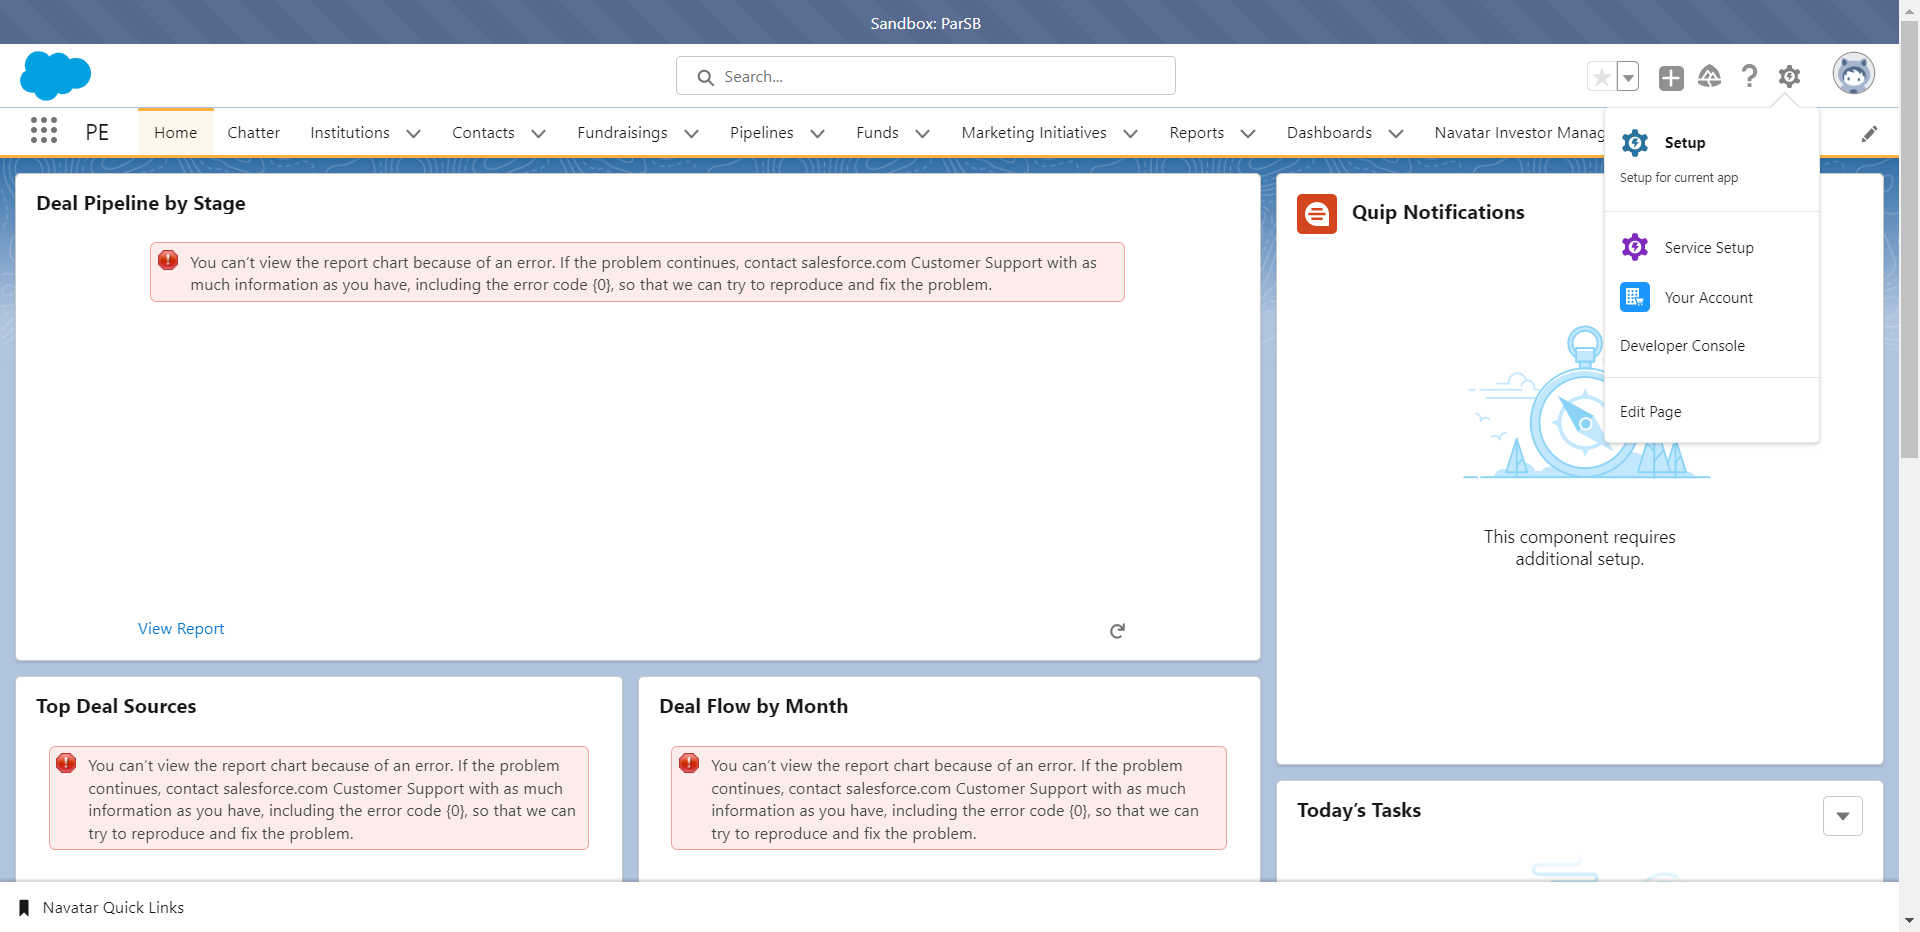 Sandbox: ParSB
Search...
PE
Home
Chatter
Institutions
Contacts
Fundraisings
Pipelines
Funds
Marketing Initiatives
Reports
Dashboards
Navatar Investor Manag
Setup
Setup for current app
Service Setup
Your Account
Developer Console
Edit Page
Deal Pipeline by Stage
You can't view the report chart because of an error. If the problem continues, contact salesforce.com Customer Support with as
much information as you have, including the error code {0}, so that we can try to reproduce and fix the problem.
View Report
Quip Notifications
This component requires
additional setup.
Top Deal Sources
You can't view the report chart because of an error. If the problem
continues, contact salesforce.com Customer Support with as much
information as you have, including the error code {0}, so that we can
try to reproduce and fix the problem.
Deal Flow by Month
You can't view the report chart because of an error. If the problem
continues, contact salesforce.com Customer Support with as much
information as you have, including the error code {0}, so that we can
try to reproduce and fix the problem.
Today's Tasks
Navatar Quick Links